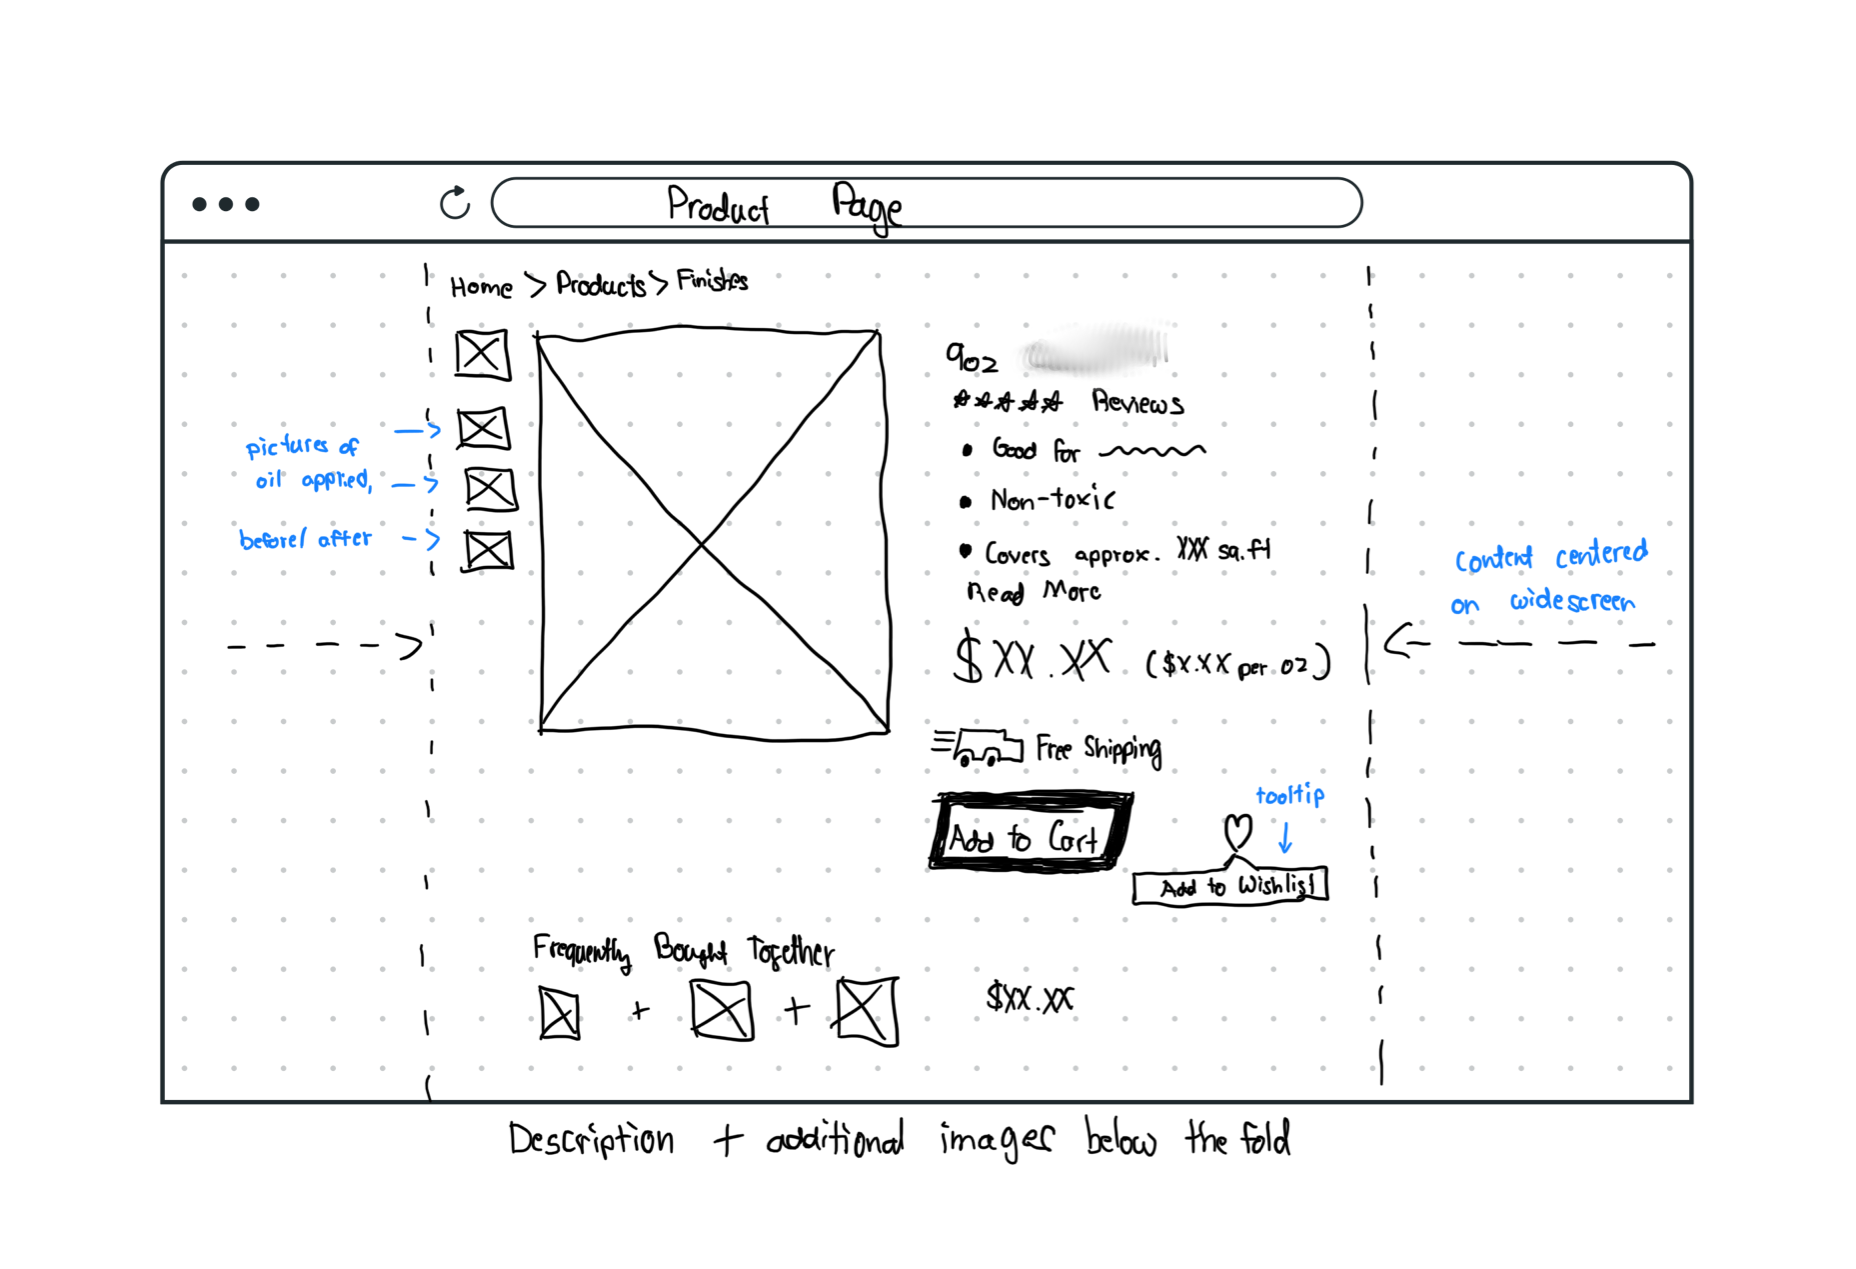 Product Page
Home > Products > Finishes
9oz
Reviews
• Good for
• Non-toxic
• Covers approx. XXX sq.ft
Read More
$XX.XX ($X.XX per oz)
Free Shipping
Add to Cart
tooltip
Add to Wishlist
pictures of
oil applied,
before/after
Content centered
on widescreen
Frequently Bought Together
+ + $XX.XX
Description + additional images below the fold